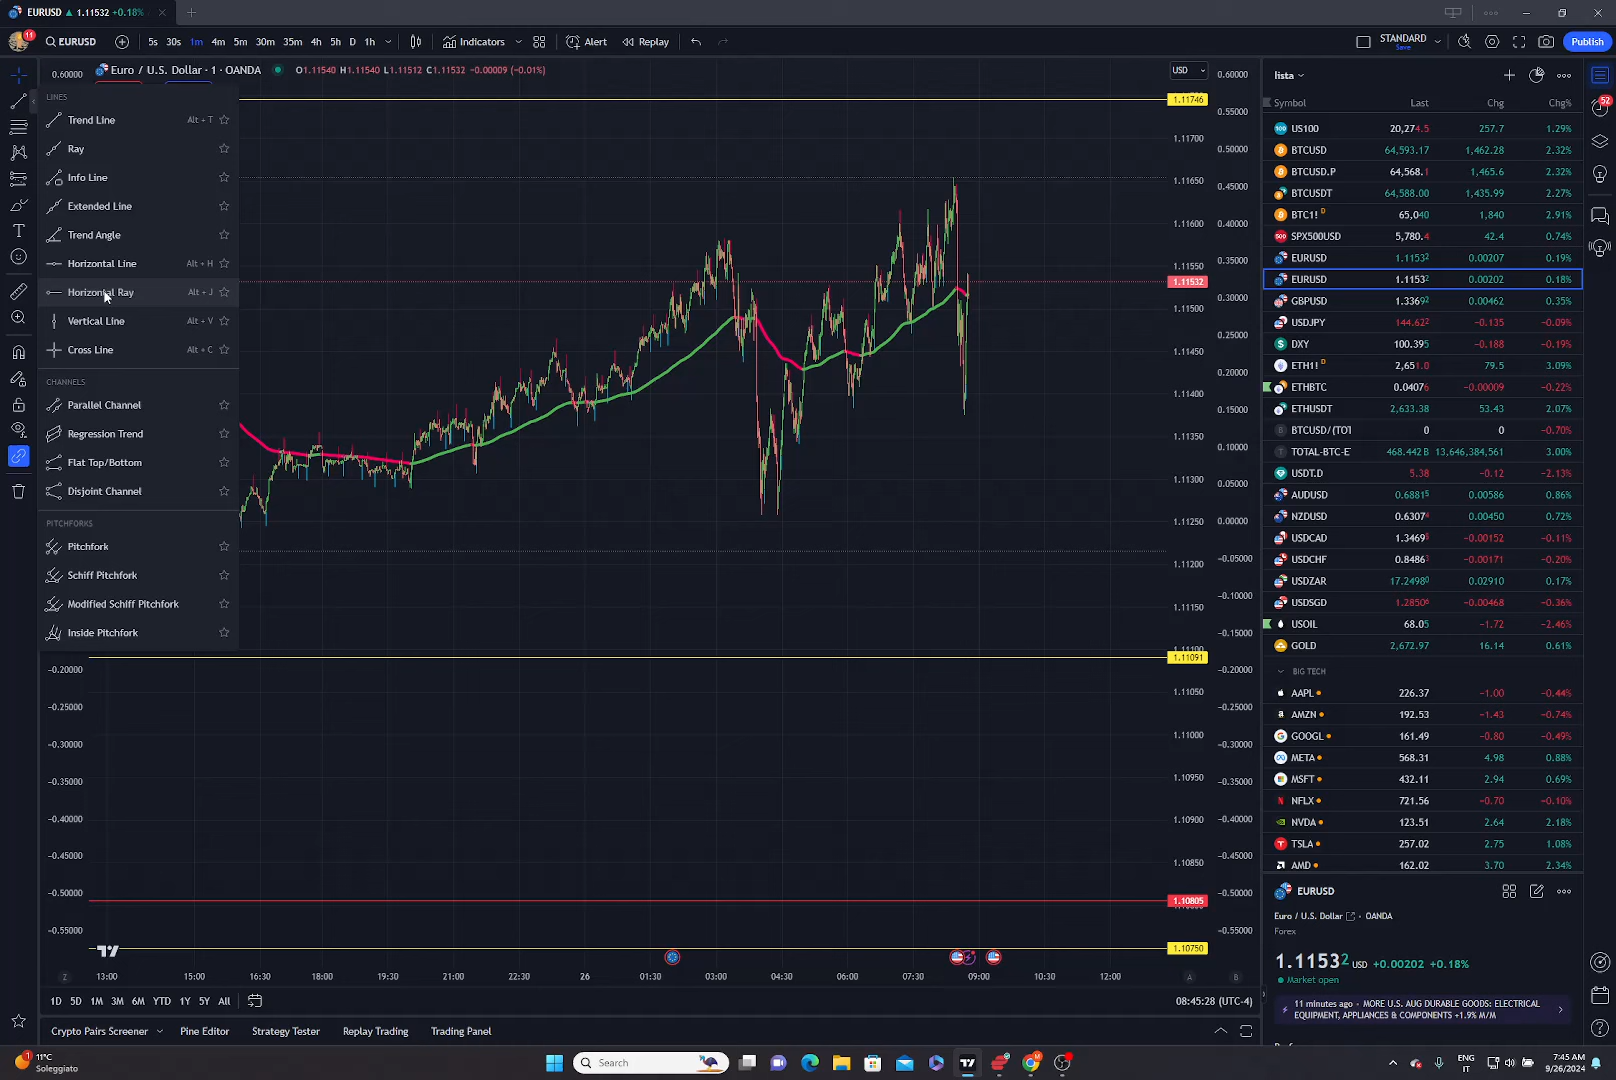 EURUSD ▲ 1.11532 +0.18%
11
EURUSD
5s 30s 1m 4m 5m 30m 35m 4h 5h D 1h
Indicators
Alert
Replay
STANDARD
Save
Publish
Euro / U.S. Dollar · 1 · OANDA
O1.11540 H1.11540 L1.11512 C1.11532 -0.00009 (-0.01%)
USD
LINES
Trend Line Alt + T
Ray
Info Line
Extended Line
Trend Angle
Horizontal Line Alt + H
Horizontal Ray Alt + J
Vertical Line Alt + V
Cross Line Alt + C
CHANNELS
Parallel Channel
Regression Trend
Flat Top/Bottom
Disjoint Channel
PITCHFORKS
Pitchfork
Schiff Pitchfork
Modified Schiff Pitchfork
Inside Pitchfork
0.60000
-0.20000
-0.25000
-0.30000
-0.35000
-0.40000
-0.45000
-0.50000
-0.55000
1.11746
1.11700
1.11650
1.11600
1.11550
1.11532
1.11500
1.11450
1.11400
1.11350
1.11300
1.11250
1.11200
1.11150
1.11091
1.11050
1.11000
1.10950
1.10900
1.10850
1.10805
1.10750
0.60000
0.55000
0.50000
0.45000
0.40000
0.35000
0.30000
0.25000
0.20000
0.15000
0.10000
0.05000
0.00000
-0.05000
-0.10000
-0.15000
-0.20000
-0.25000
-0.30000
-0.35000
-0.40000
-0.45000
-0.50000
-0.55000
Z 13:00 15:00 16:30 18:00 19:30 21:00 22:30 26 01:30 03:00 04:30 06:00 07:30 09:00 10:30 12:00 A B
1D 5D 1M 3M 6M YTD 1Y 5Y All
08:45:28 (UTC-4)
Crypto Pairs Screener Pine Editor Strategy Tester Replay Trading Trading Panel
lista
52
Symbol Last Chg Chg%
US100 20,274.5 257.7 1.29%
BTCUSD 64,593.17 1,462.28 2.32%
BTCUSD.P 64,568.1 1,465.6 2.32%
BTCUSDT 64,588.00 1,435.99 2.27%
BTC1! D 65,040 1,840 2.91%
SPX500USD 5,780.4 42.4 0.74%
EURUSD 1.11532 0.00207 0.19%
EURUSD 1.11532 0.00202 0.18%
GBPUSD 1.33692 0.00462 0.35%
USDJPY 144.622 -0.135 -0.09%
DXY 100.395 -0.188 -0.19%
ETH1! D 2,651.0 79.5 3.09%
ETHBTC 0.04076 -0.00009 -0.22%
ETHUSDT 2,633.38 53.43 2.07%
BTCUSD/(TOT 0 0 -0.70%
TOTAL-BTC-E 468.442 B 13,646,384,561 3.00%
USDT.D 5.38 -0.12 -2.13%
AUDUSD 0.68815 0.00586 0.86%
NZDUSD 0.63074 0.00450 0.72%
USDCAD 1.34695 -0.00152 -0.11%
USDCHF 0.84863 -0.00171 -0.20%
USDZAR 17.24980 0.02910 0.17%
USDSGD 1.28506 -0.00468 -0.36%
USOIL 68.05 -1.72 -2.46%
GOLD 2,672.97 16.14 0.61%
BIG TECH
AAPL 226.37 -1.00 -0.44%
AMZN 192.53 -1.43 -0.74%
GOOGL 161.49 -0.80 -0.49%
META 568.31 4.98 0.88%
MSFT 432.11 2.94 0.69%
NFLX 721.56 -0.70 -0.10%
NVDA 123.51 2.64 2.18%
TSLA 257.02 2.75 1.08%
AMD 162.02 3.70 2.34%
EURUSD
Euro / U.S. Dollar · OANDA
Forex
1.11532 USD +0.00202 +0.18%
Market open
11 minutes ago · MORE U.S. AUG DURABLE GOODS: ELECTRICAL
EQUIPMENT, APPLIANCES & COMPONENTS +1.9% M/M
1
11°C
Soleggiato
Search
ENG
IT
7:45 AM
9/26/2024